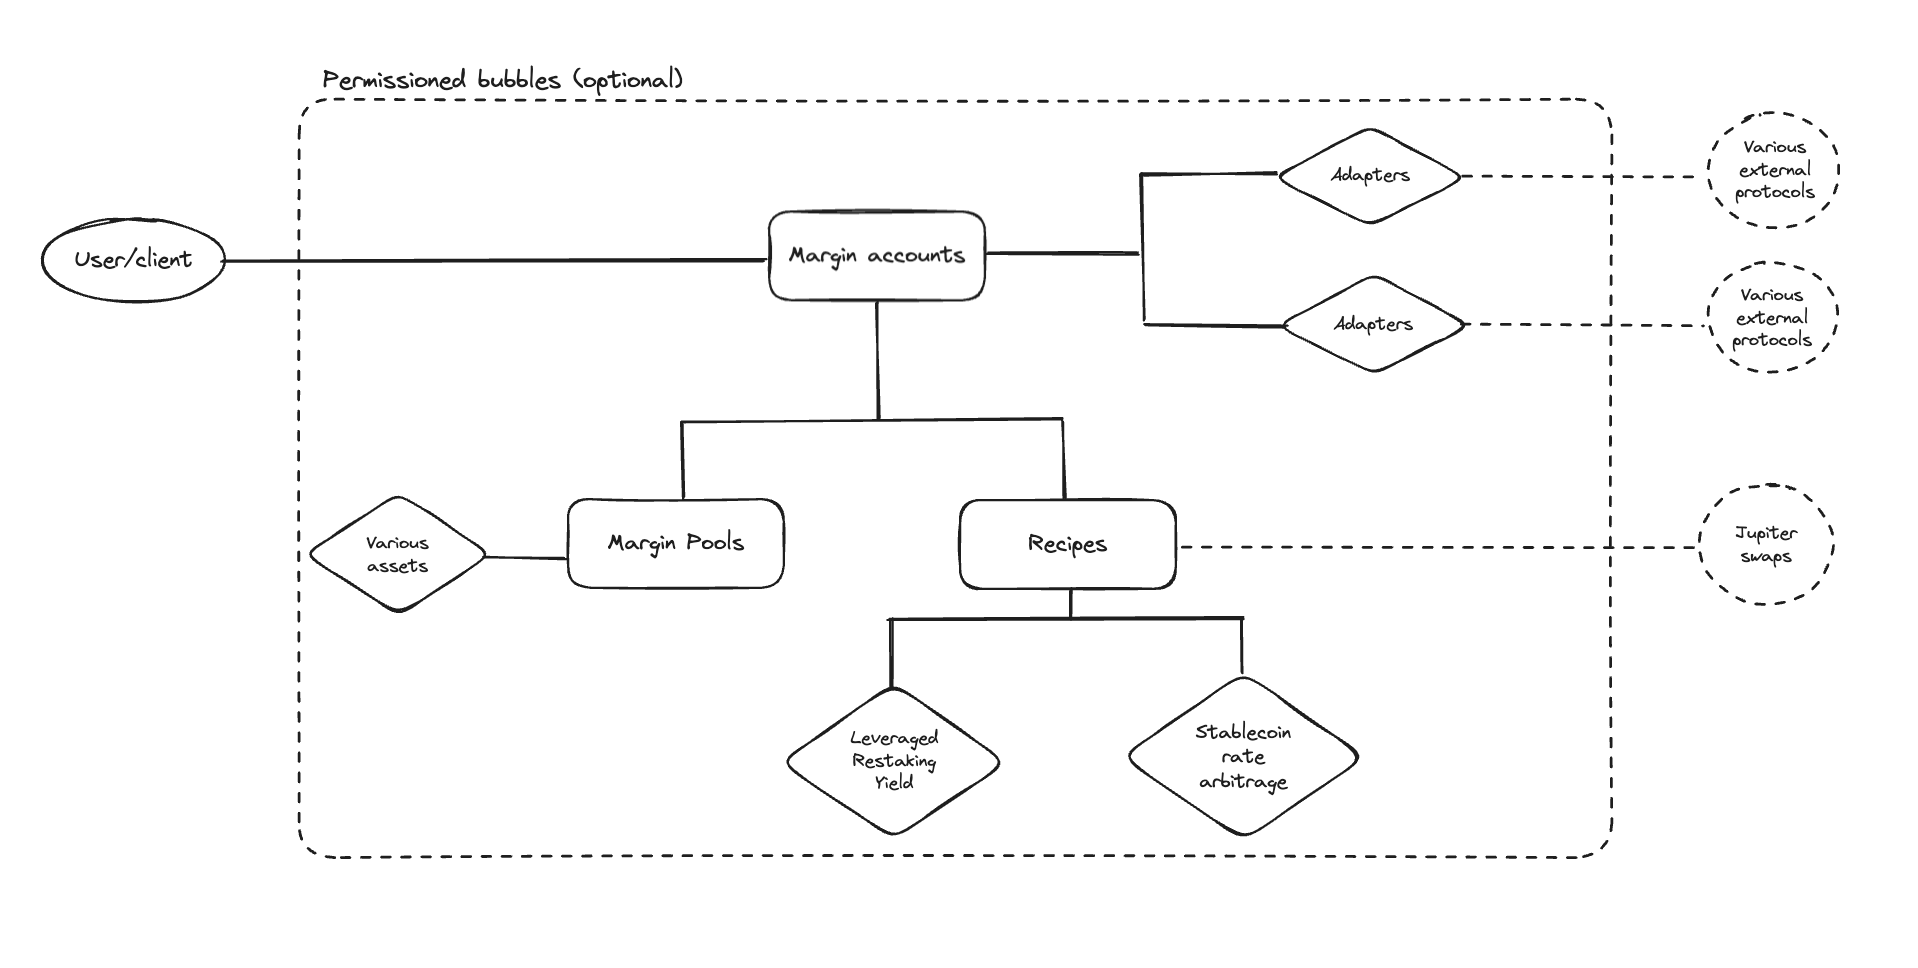 Permissioned bubbles (optional)
User/client
Margin accounts
Adapters
Various
external
protocols
Adapters
Various
external
protocols
Various
assets
Margin Pools
Recipes
Jupiter
swaps
Leveraged
Restaking
Yield
Stablecoin
rate
arbitrage